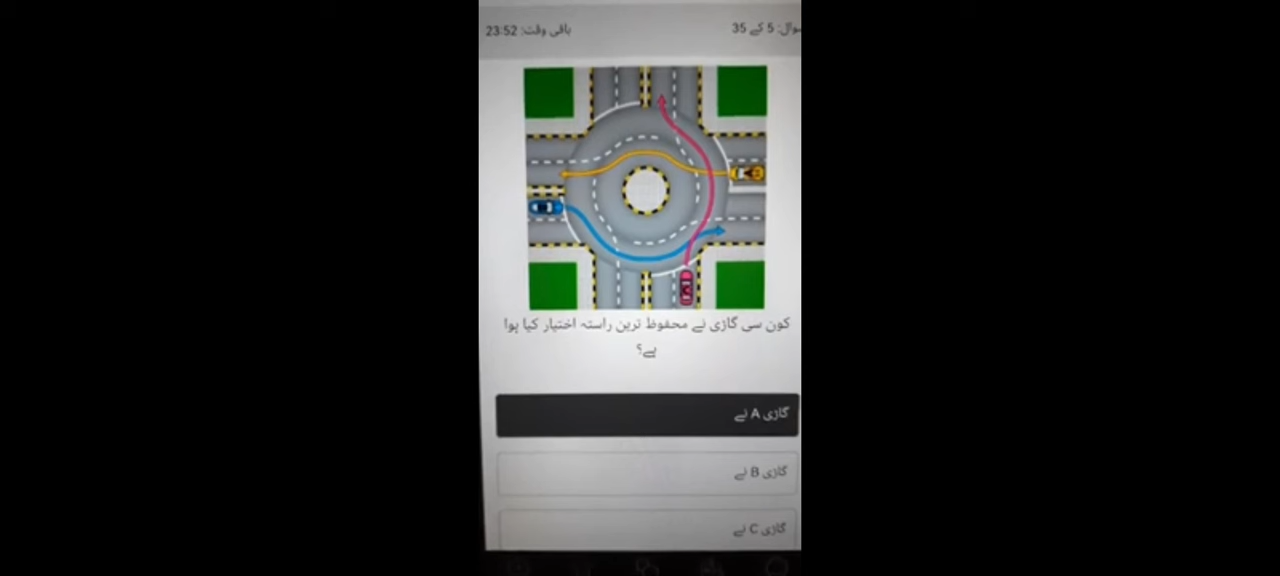 سوال: 5 کے 35
باقی وقت: 23:52
کون سی گاڑی نے محفوظ ترین راستہ اختیار کیا ہوا
ہے؟
گاڑی A نے
گاڑی B نے
گاڑی C نے